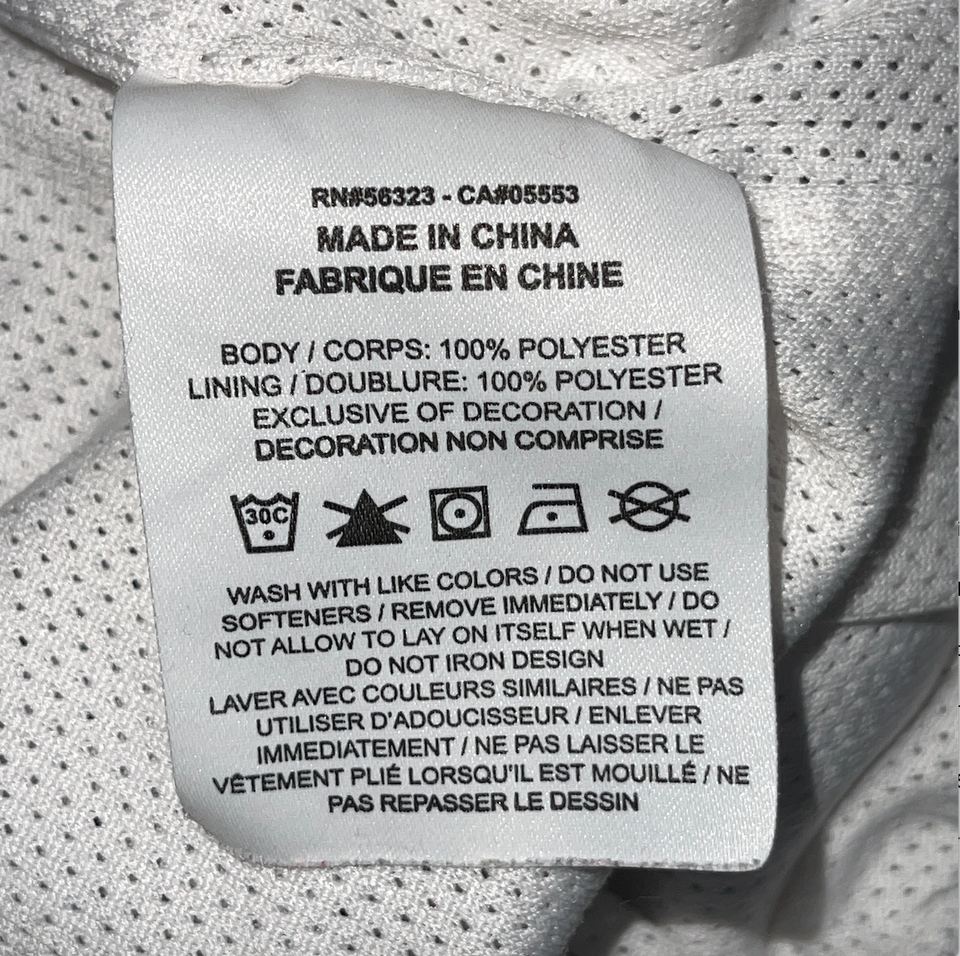 RN#56323 - CA#05553
MADE IN CHINA
FABRIQUE EN CHINE
BODY / CORPS: 100% POLYESTER
LINING / DOUBLURE: 100% POLYESTER
EXCLUSIVE OF DECORATION /
DECORATION NON COMPRISE
30C
WASH WITH LIKE COLORS / DO NOT USE
SOFTENERS / REMOVE IMMEDIATELY / DO
NOT ALLOW TO LAY ON ITSELF WHEN WET /
DO NOT IRON DESIGN
LAVER AVEC COULEURS SIMILAIRES / NE PAS
UTILISER D'ADOUCISSEUR / ENLEVER
IMMEDIATEMENT / NE PAS LAISSER LE
VÊTEMENT PLIÉ LORSQU'IL EST MOUILLÉ / NE
PAS REPASSER LE DESSIN